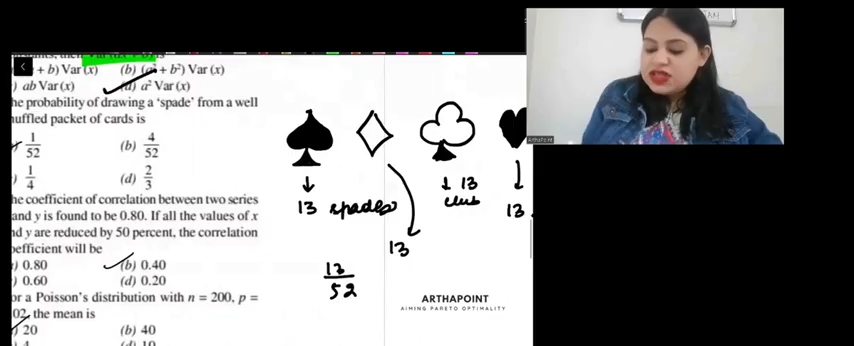 + b) Var (x) (b) (a² + b²) Var (x)
) ab Var (x) (d) a² Var (x)
he probability of drawing a 'spade' from a well
uffled packet of cards is
1/52 (b) 4/52
) 1/4 (d) 2/3
he coefficient of correlation between two series
and y is found to be 0.80. If all the values of x
nd y are reduced by 50 percent, the correlation
oefficient will be
) 0.80 (b) 0.40
) 0.60 (d) 0.20
or a Poisson's distribution with n = 200, p =
02, the mean is
) 20 (b) 40
13 spades
13
13 club
13
13/52
ARTHAPOINT
AIMING PARETO OPTIMALITY
ArthaPoint